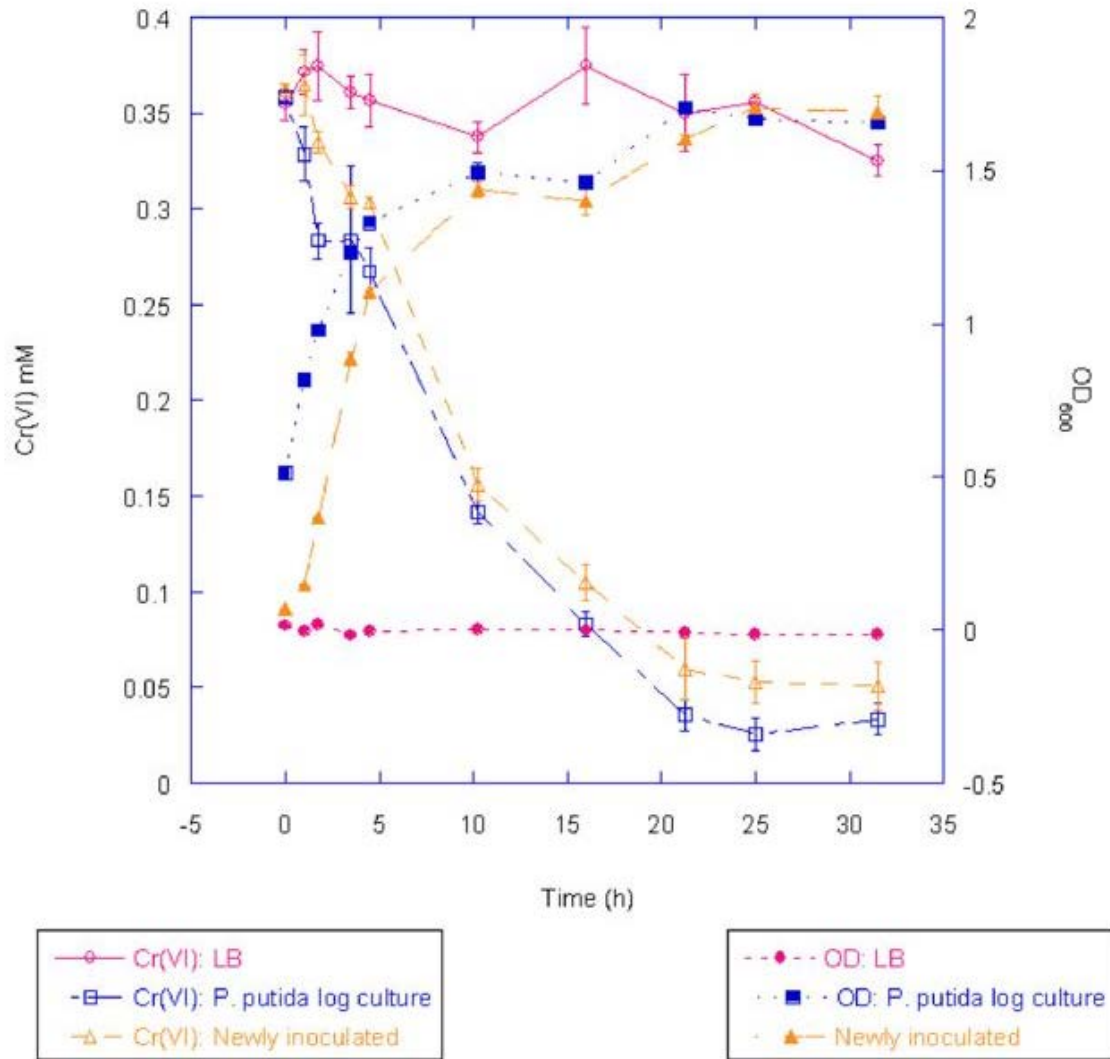 0.4
0.35
0.3
0.25
0.2
0.15
0.1
0.05
0
Cr(VI) mM
2
1.5
1
0.5
0
-0.5
OD600
-5 0 5 10 15 20 25 30 35
Time (h)
Cr(VI): LB
Cr(VI): P. putida log culture
Cr(VI): Newly inoculated
OD: LB
OD: P. putida log culture
Newly inoculated